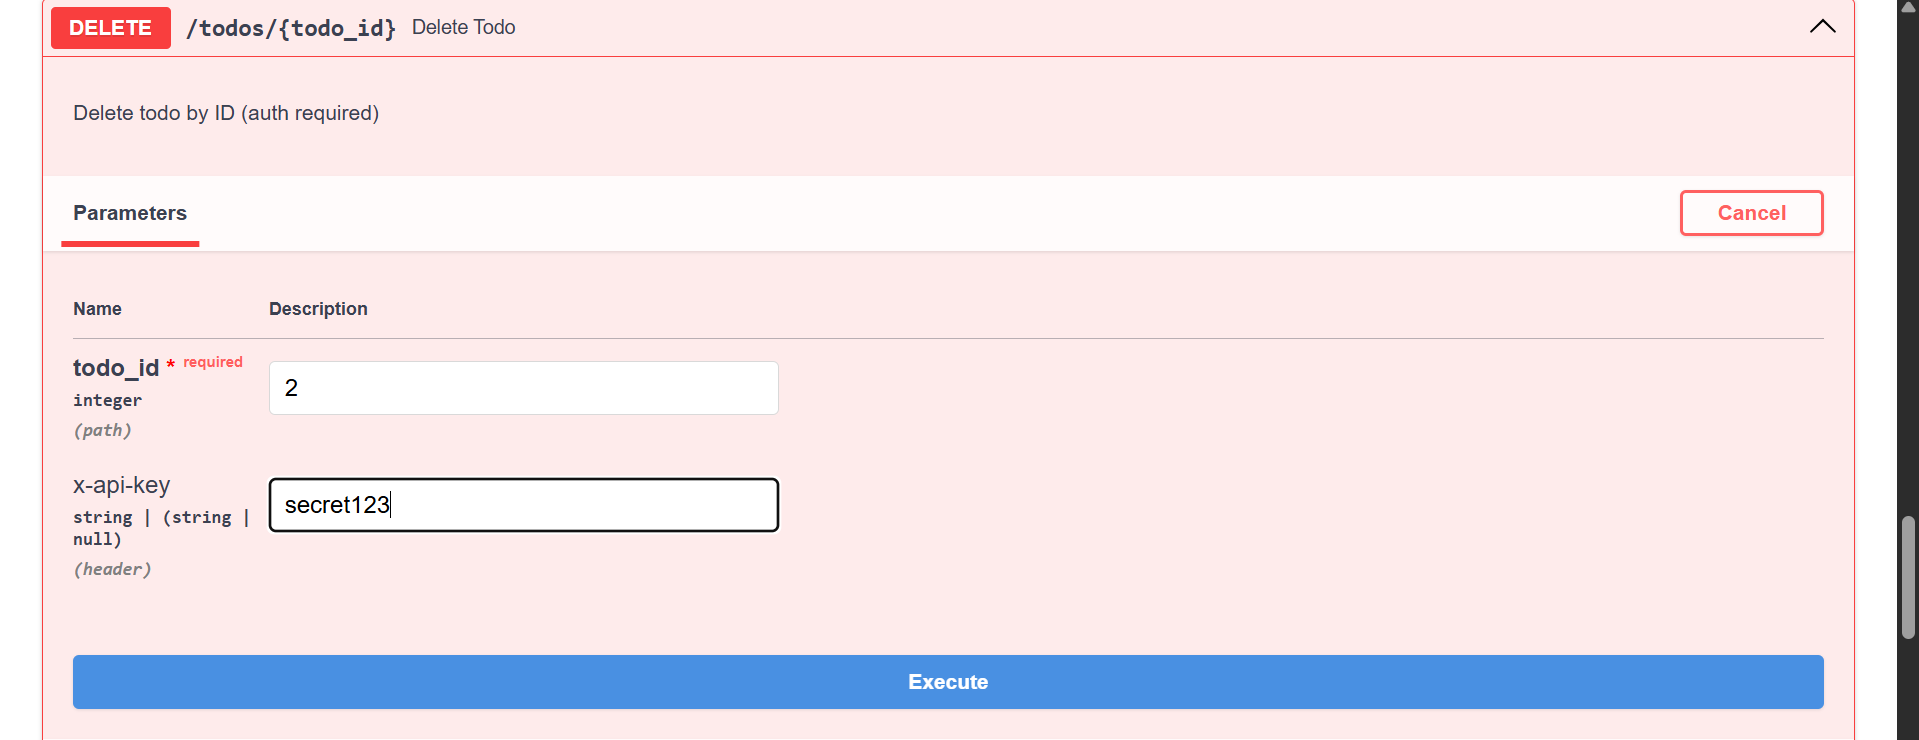 DELETE /todos/{todo_id} Delete Todo
Delete todo by ID (auth required)
Parameters
Cancel
Name Description
todo_id * required
integer
(path)
2
x-api-key
string | (string |
null)
(header)
secret123
Execute